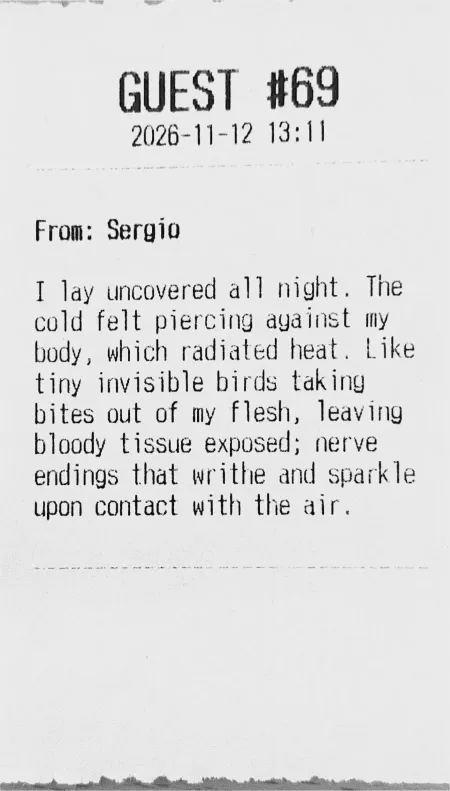 GUEST #69
2026-11-12 13:11
From: Sergio
I lay uncovered all night. The
cold felt piercing against my
body, which radiated heat. Like
tiny invisible birds taking
bites out of my flesh, leaving
bloody tissue exposed; nerve
endings that writhe and sparkle
upon contact with the air.